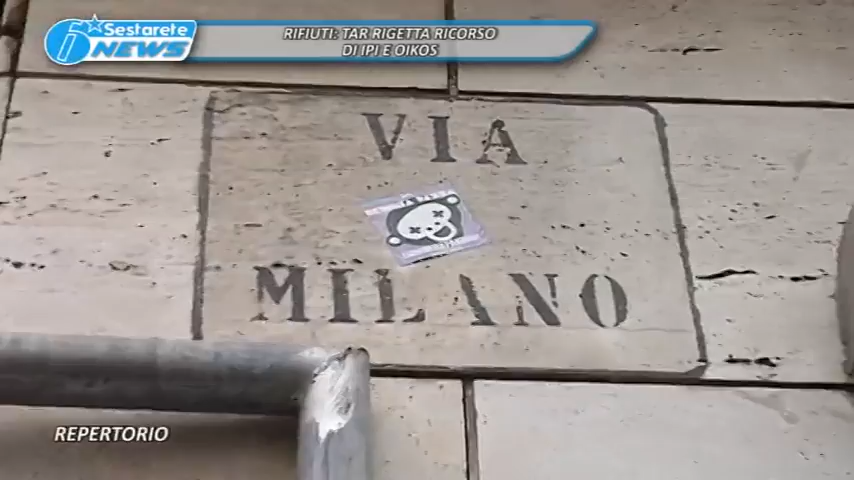 Sestarete
NEWS
RIFIUTI: TAR RIGETTA RICORSO
DI IPI E OIKOS
VIA
MILANO
REPERTORIO